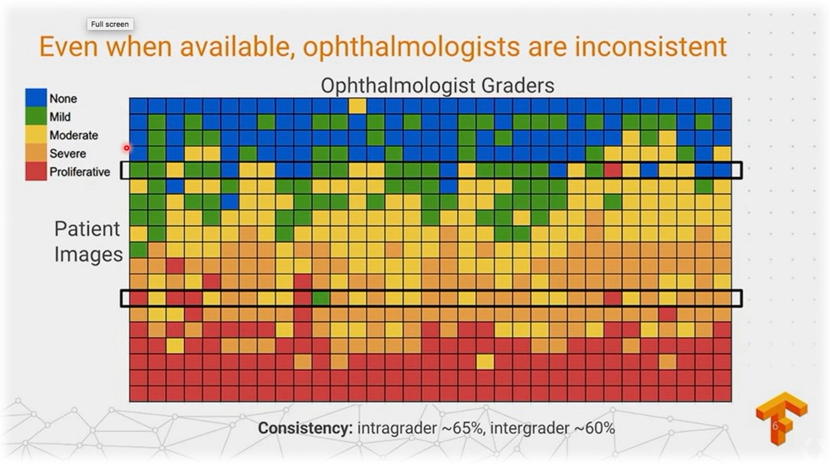 Full screen
Even when available, ophthalmologists are inconsistent
Ophthalmologist Graders
None
Mild
Moderate
Severe
Proliferative
Patient
Images
Consistency: intragrader ~65%, intergrader ~60%
6